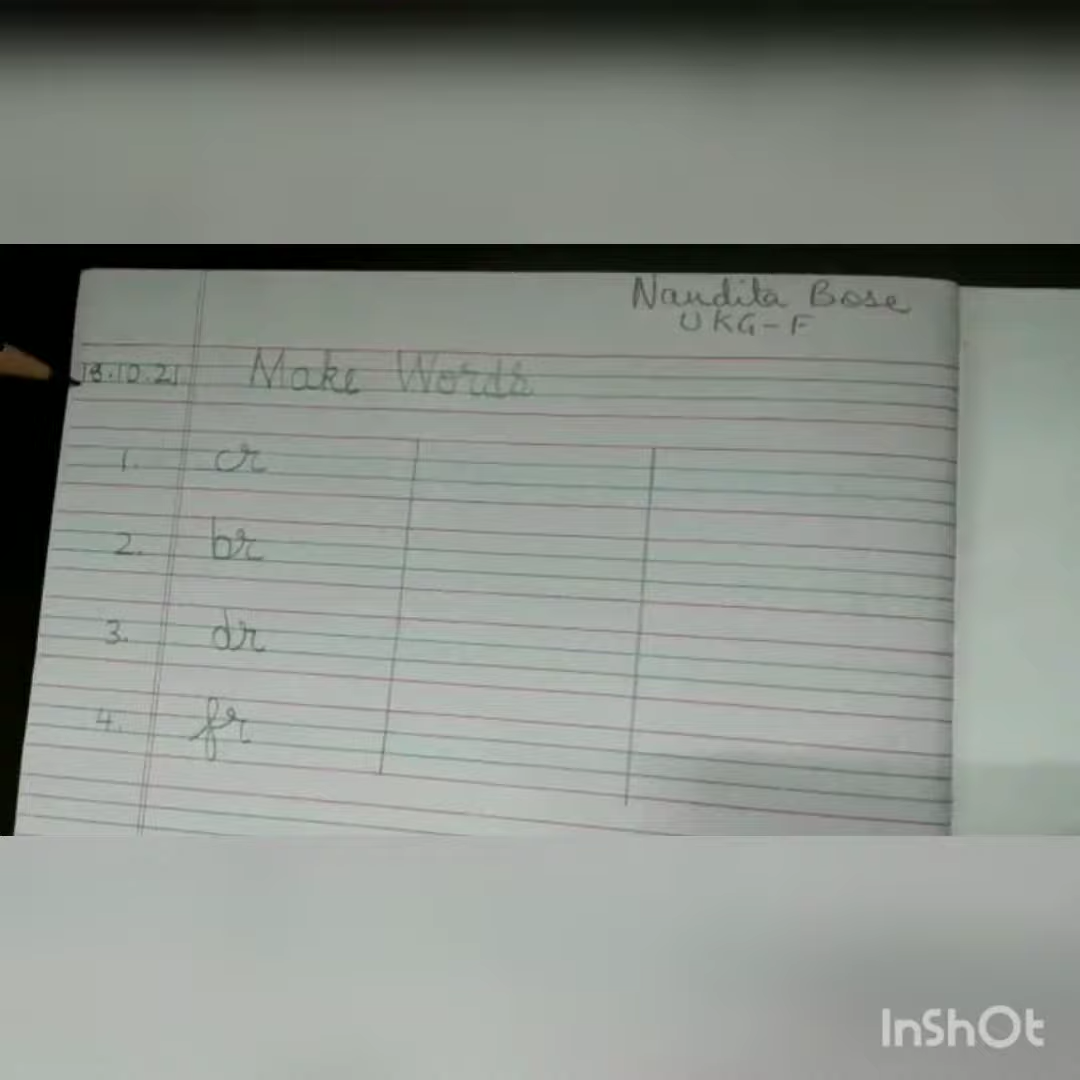 Nandita Bose
UKG-F
18.10.21 Make Words
1. cr
2. br
3. dr
4. fr
InShOt